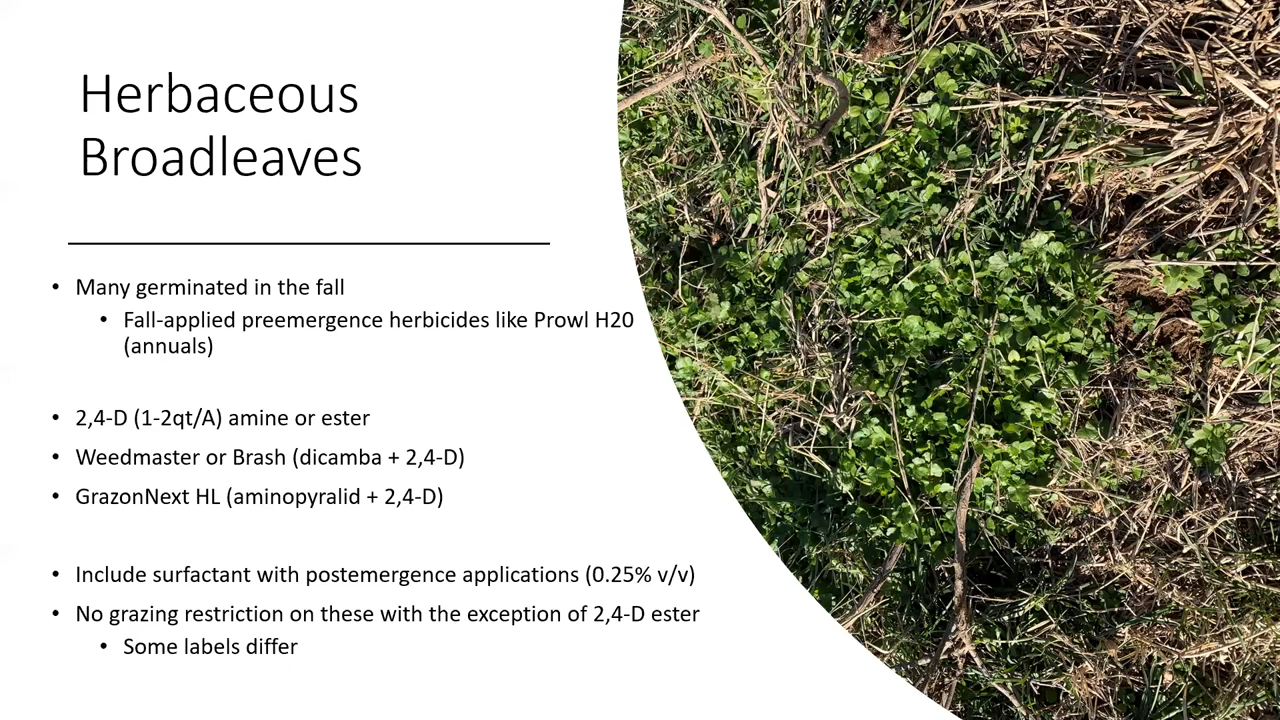 Herbaceous
Broadleaves
• Many germinated in the fall
• Fall-applied preemergence herbicides like Prowl H20
(annuals)
• 2,4-D (1-2qt/A) amine or ester
• Weedmaster or Brash (dicamba + 2,4-D)
• GrazonNext HL (aminopyralid + 2,4-D)
• Include surfactant with postemergence applications (0.25% v/v)
• No grazing restriction on these with the exception of 2,4-D ester
• Some labels differ